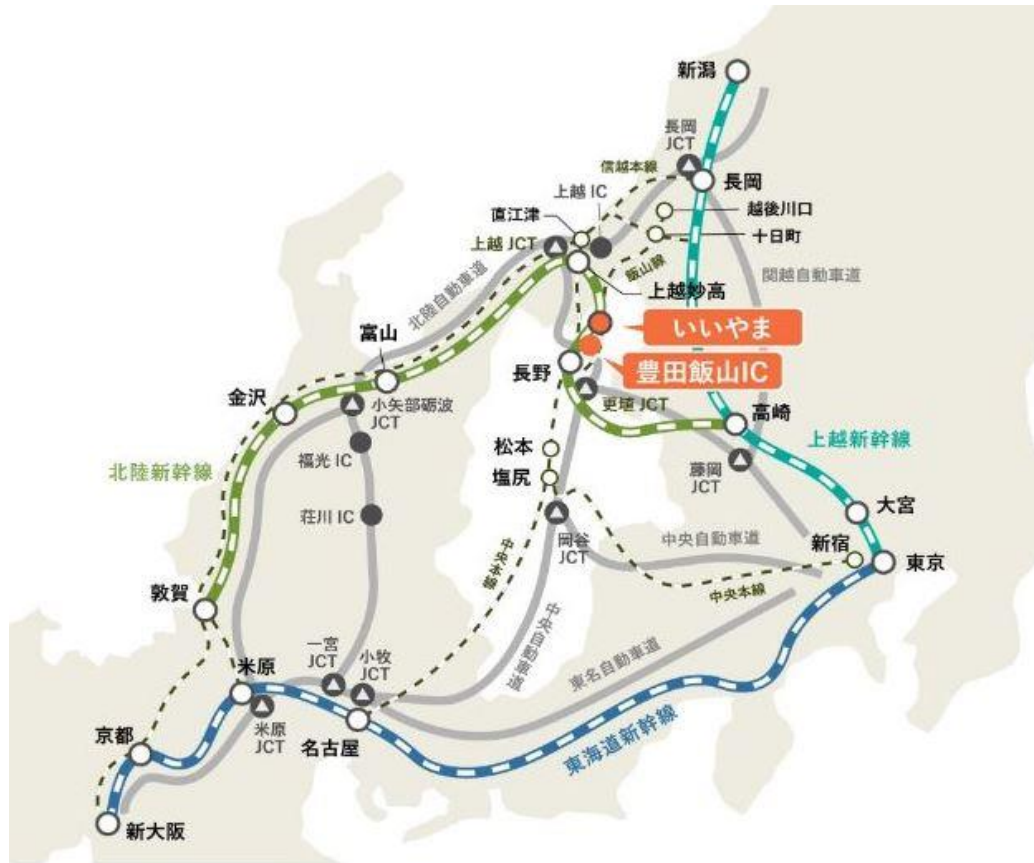 新潟
長岡
JCT
信越本線
長岡
上越 IC
越後川口
直江津
十日町
上越 JCT
飯山線
関越自動車道
上越妙高
北陸自動車道
いいやま
富山
長野
豊田飯山IC
金沢
小矢部砺波
JCT
更埴 JCT
高崎
上越新幹線
松本
福光 IC
藤岡
JCT
北陸新幹線
塩尻
大宮
荘川 IC
岡谷
JCT
中央自動車道
新宿
東京
中央本線
中央本線
敦賀
中央自動車道
一宮
JCT
小牧
JCT
東名自動車道
米原
米原
JCT
名古屋
東海道新幹線
京都
新大阪